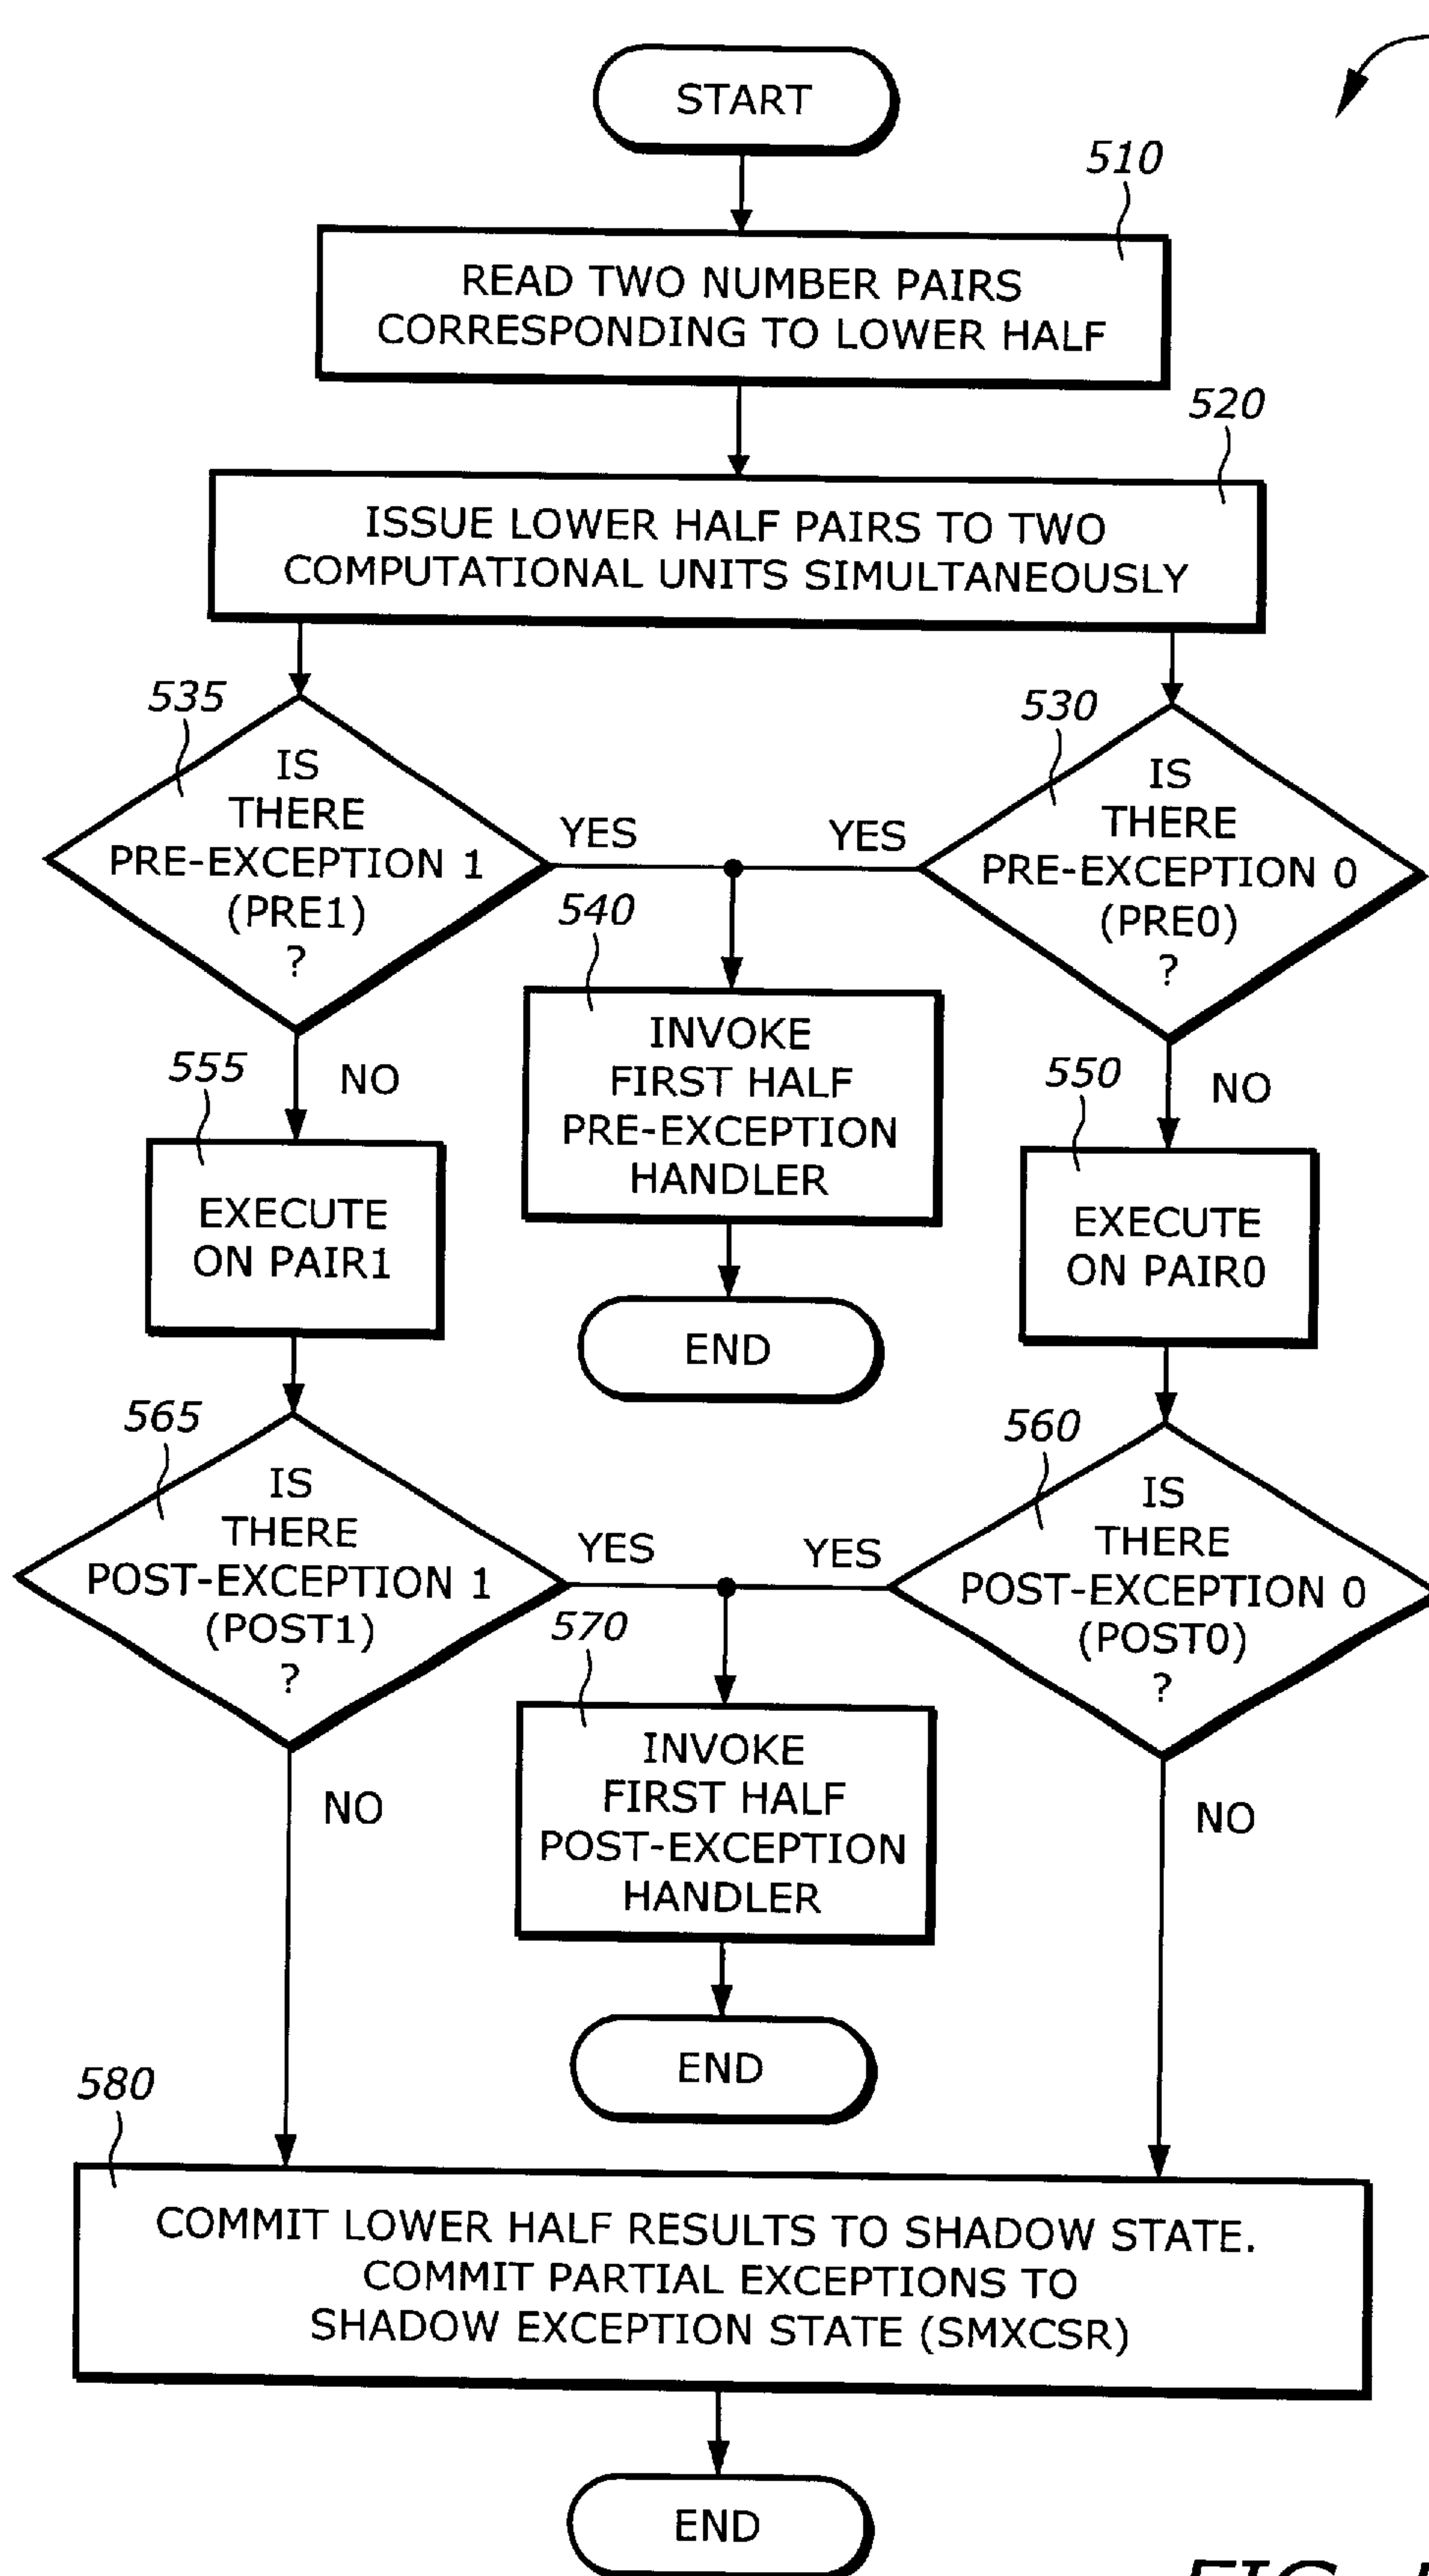 START
510
READ TWO NUMBER PAIRS
CORRESPONDING TO LOWER HALF
520
ISSUE LOWER HALF PAIRS TO TWO
COMPUTATIONAL UNITS SIMULTANEOUSLY
535
IS
THERE
PRE-EXCEPTION 1
(PRE1)
?
YES
YES
530
IS
THERE
PRE-EXCEPTION 0
(PRE0)
?
540
INVOKE
FIRST HALF
PRE-EXCEPTION
HANDLER
END
NO
555
EXECUTE
ON PAIR1
NO
550
EXECUTE
ON PAIR0
565
IS
THERE
POST-EXCEPTION 1
(POST1)
?
YES
YES
560
IS
THERE
POST-EXCEPTION 0
(POST0)
?
570
INVOKE
FIRST HALF
POST-EXCEPTION
HANDLER
END
NO
NO
580
COMMIT LOWER HALF RESULTS TO SHADOW STATE.
COMMIT PARTIAL EXCEPTIONS TO
SHADOW EXCEPTION STATE (SMXCSR)
END